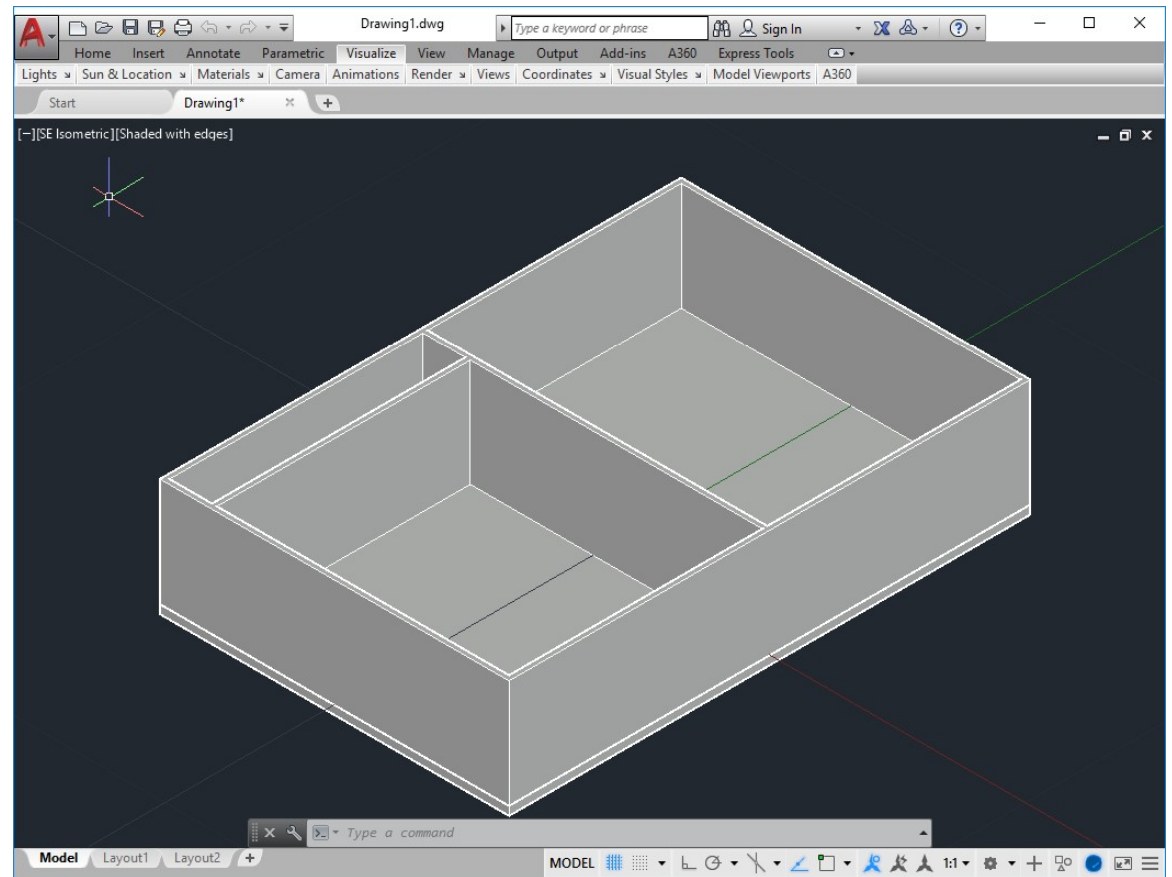 Drawing1.dwg Type a keyword or phrase Sign In
Home Insert Annotate Parametric Visualize View Manage Output Add-ins A360 Express Tools
Lights Sun & Location Materials Camera Animations Render Views Coordinates Visual Styles Model Viewports A360
Start Drawing1* +
[−][SE Isometric][Shaded with edges]
Type a command
Model Layout1 Layout2 + MODEL 1:1